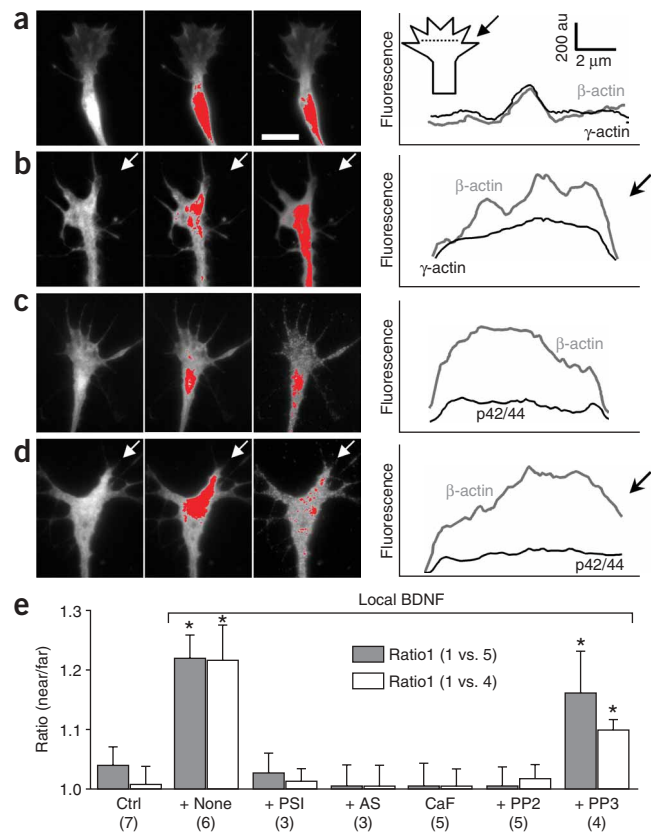 a
Fluorescence
200 au
2 μm
β-actin
γ-actin
b
Fluorescence
β-actin
γ-actin
c
Fluorescence
β-actin
p42/44
d
Fluorescence
β-actin
p42/44
e
Local BDNF
Ratio (near/far)
1.3
1.2
1.1
1.0
* *
*
*
Ratio1 (1 vs. 5)
Ratio1 (1 vs. 4)
Ctrl + None + PSI + AS CaF + PP2 + PP3
(7) (6) (3) (3) (5) (5) (4)